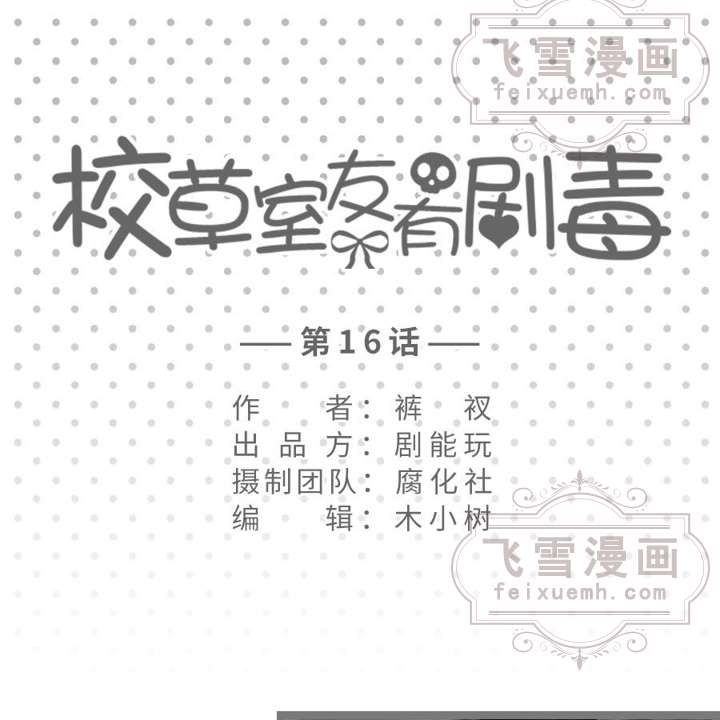 飞雪漫画
feixuemh.com
校草室友有剧毒
第16话
作者：裤衩
出品方：剧能玩
摄制团队：腐化社
编辑：木小树
飞雪漫画
feixuemh.com